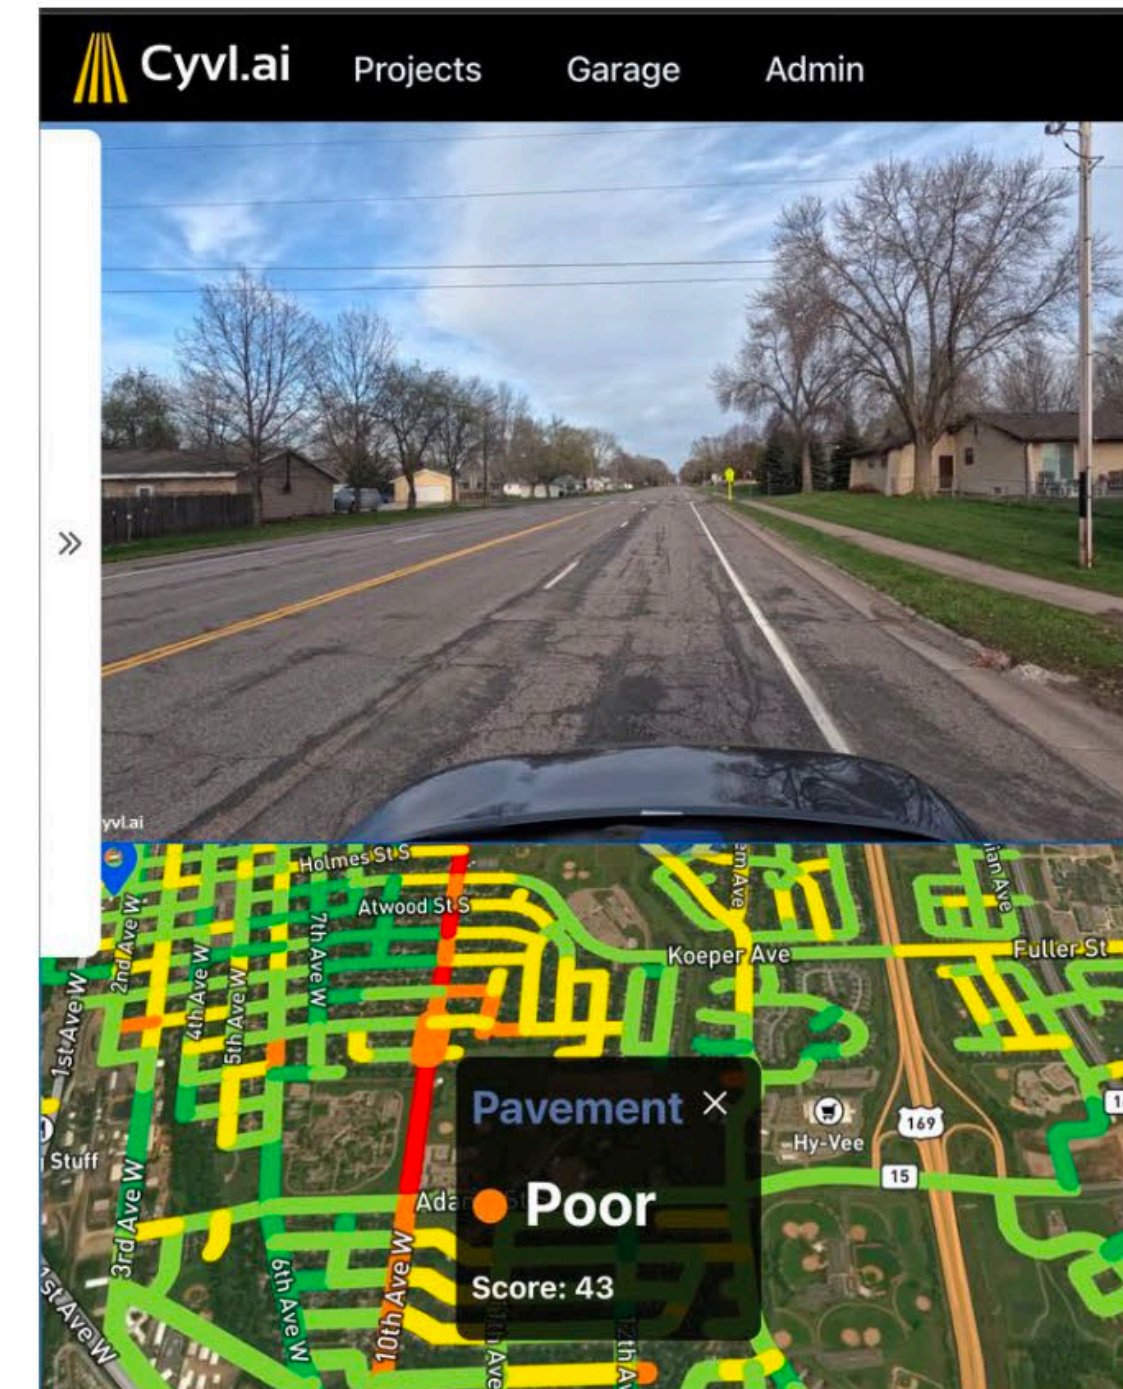 Cyvl.ai
Projects
Garage
Admin
yvl.ai
Holmes St S
Atwood St S
2nd Ave W
7th Ave W
4th Ave W
5th Ave W
1st Ave W
Koeper Ave
Fuller St
Pavement
Poor
Score: 43
Hy-Vee
169
15
Stuff
3rd Ave W
6th Ave W
10th Ave W
1st Ave W